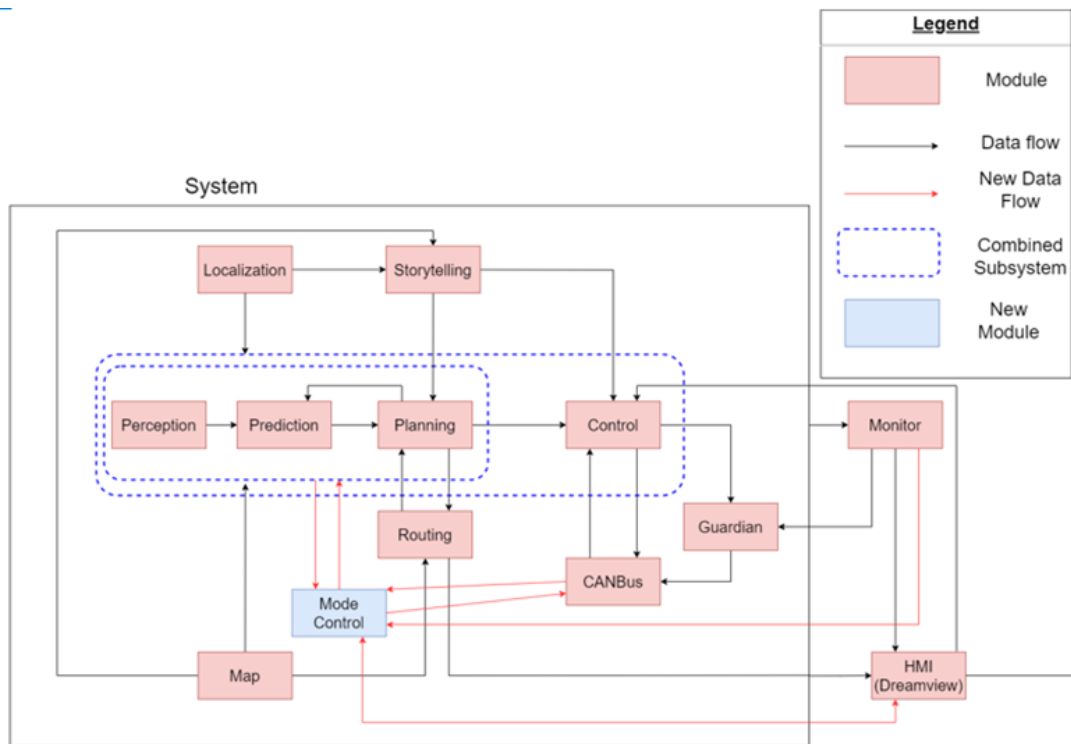 Legend
Module
Data flow
New Data
Flow
Combined
Subsystem
New
Module
System
Localization
Storytelling
Perception
Prediction
Planning
Control
Monitor
Routing
Guardian
CANBus
Mode
Control
Map
HMI
(Dreamview)